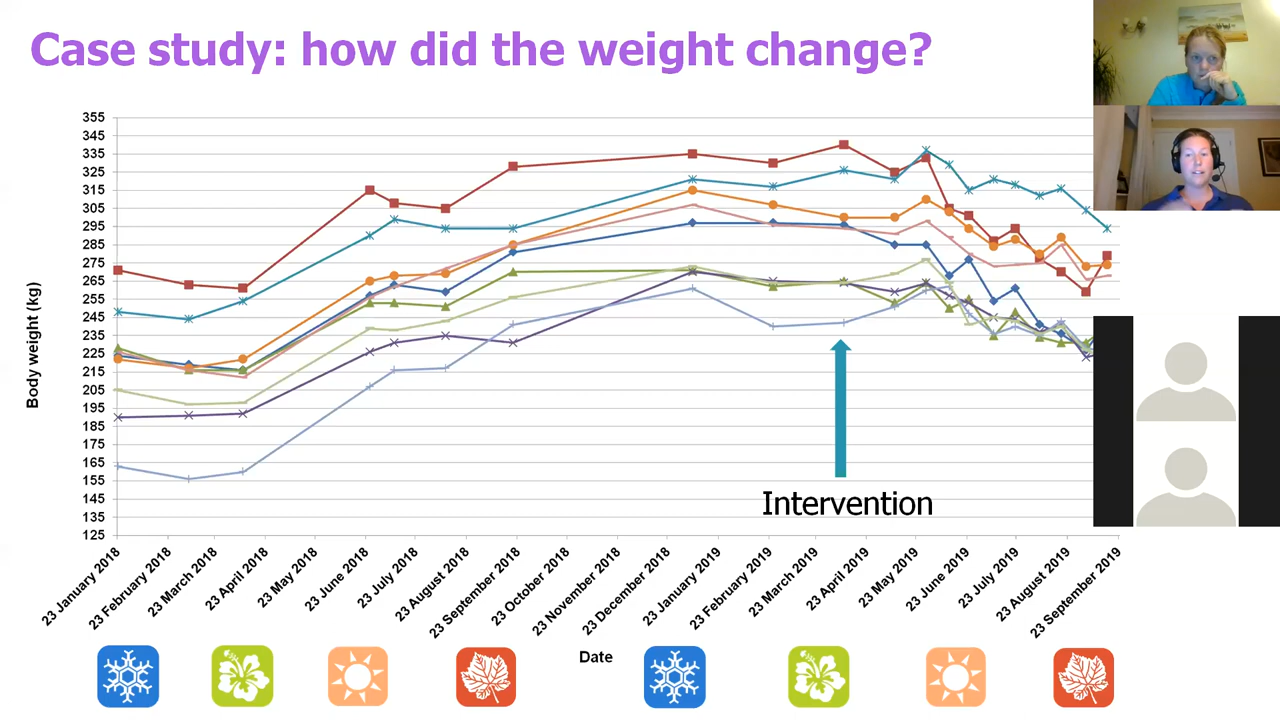 Case study: how did the weight change?
355
345
335
325
315
305
295
285
275
265
255
245
235
225
215
205
195
185
175
165
155
145
135
125
Body weight (kg)
Intervention
23 January 2018
23 February 2018
23 March 2018
23 April 2018
23 May 2018
23 June 2018
23 July 2018
23 August 2018
23 September 2018
23 October 2018
23 November 2018
23 December 2018
23 January 2019
23 February 2019
23 March 2019
23 April 2019
23 May 2019
23 June 2019
23 July 2019
23 August 2019
23 September 2019
Date